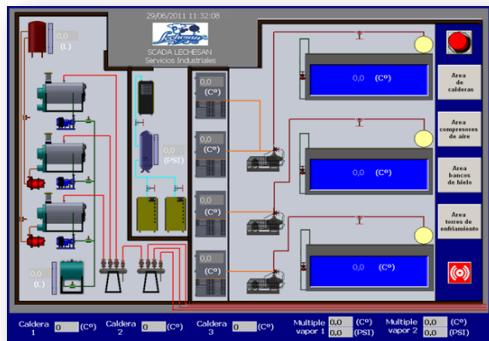 29/06/2011 11:32:08
Lechesan
SCADA LECHESAN
Servicios Industriales
0,0
(L)
0,0
(PSI)
0,0
(Cº)
0,0
(Cº)
0,0
(Cº)
0,0
(Cº)
0,0 (Cº)
0,0 (Cº)
0,0 (Cº)
Area
de
calderas
Area
compresores
de aire
Area
bancos
de hielo
Area
torres de
enfriamiento
0,0
(L)
Caldera
1
0 (Cº)
Caldera
2
0 (Cº)
Caldera
3
0 (Cº)
Multiple
vapor 1
0,0 (Cº)
0,0 (PSI)
Multiple
vapor 2
0,0 (Cº)
0,0 (PSI)